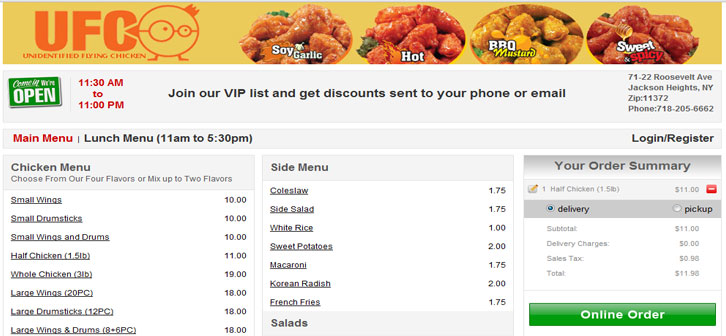 UFC
UNIDENTIFIED FLYING CHICKEN
Soy Garlic
Hot
BBQ Mustard
Sweet & spicy
Come In We're OPEN
11:30 AM
to
11:00 PM
Join our VIP list and get discounts sent to your phone or email
71-22 Roosevelt Ave
Jackson Heights, NY
Zip:11372
Phone:718-205-6662
Main Menu | Lunch Menu (11am to 5:30pm)
Login/Register
Chicken Menu
Choose From Our Four Flavors or Mix up to Two Flavors
Small Wings 10.00
Small Drumsticks 10.00
Small Wings and Drums 10.00
Half Chicken (1.5lb) 11.00
Whole Chicken (3lb) 19.00
Large Wings (20PC) 18.00
Large Drumsticks (12PC) 18.00
Large Wings & Drums (8+6PC) 18.00
Side Menu
Coleslaw 1.75
Side Salad 1.75
White Rice 1.00
Sweet Potatoes 2.00
Macaroni 1.75
Korean Radish 2.00
French Fries 1.75
Salads
Your Order Summary
1 Half Chicken (1.5lb) $11.00
delivery pickup
Subtotal: $11.00
Delivery Charges: $0.00
Sales Tax: $0.98
Total: $11.98
Online Order